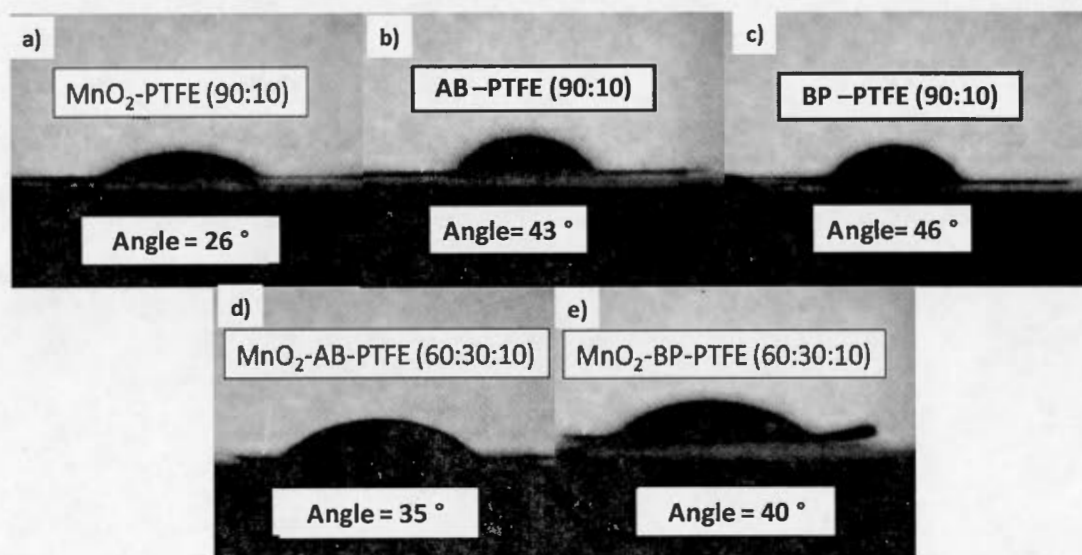 a)
MnO₂-PTFE (90:10)
Angle = 26 °
b)
AB –PTFE (90:10)
Angle= 43 °
c)
BP –PTFE (90:10)
Angle = 46 °
d)
MnO₂-AB-PTFE (60:30:10)
Angle = 35 °
e)
MnO₂-BP-PTFE (60:30:10)
Angle = 40 °